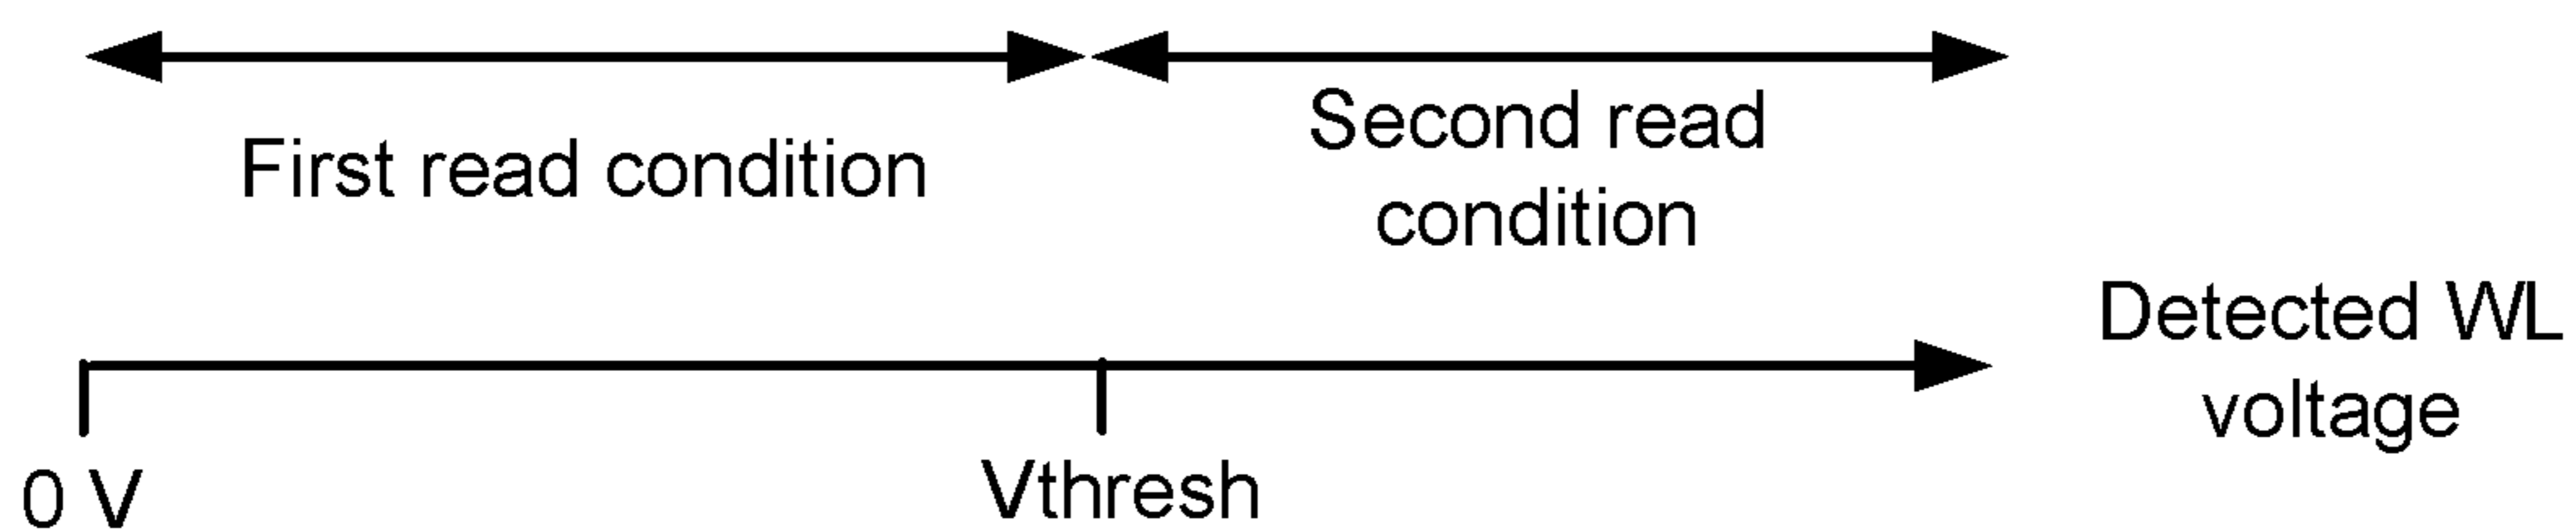 First read condition
Second read
condition
Detected WL
voltage
0 V
Vthresh